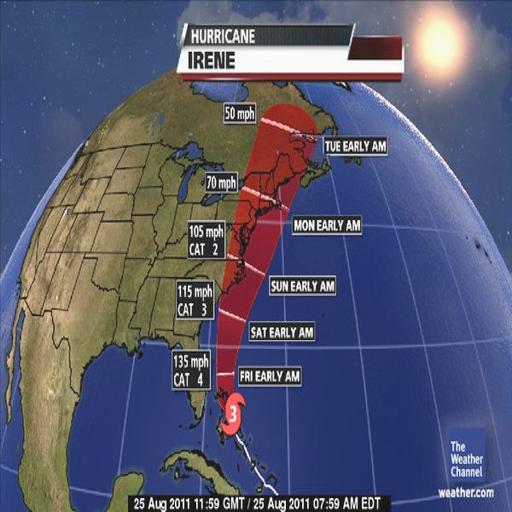 HURRICANE
IRENE
50 mph
TUE EARLY AM
70 mph
MON EARLY AM
105 mph
CAT 2
SUN EARLY AM
115 mph
CAT 3
SAT EARLY AM
135 mph
CAT 4
FRI EARLY AM
3
The
Weather
Channel
weather.com
25 Aug 2011 11:59 GMT / 25 Aug 2011 07:59 AM EDT